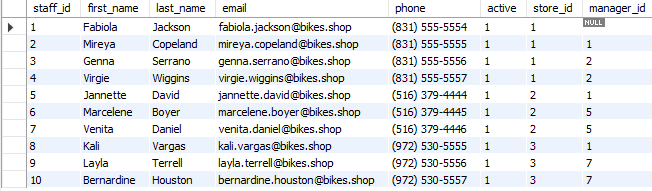 staff_id first_name last_name email phone active store_id manager_id
1 Fabiola Jackson fabiola.jackson@bikes.shop (831) 555-5554 1 1 NULL
2 Mireya Copeland mireya.copeland@bikes.shop (831) 555-5555 1 1 1
3 Genna Serrano genna.serrano@bikes.shop (831) 555-5556 1 1 2
4 Virgie Wiggins virgie.wiggins@bikes.shop (831) 555-5557 1 1 2
5 Jannette David jannette.david@bikes.shop (516) 379-4444 1 2 1
6 Marcelene Boyer marcelene.boyer@bikes.shop (516) 379-4445 1 2 5
7 Venita Daniel venita.daniel@bikes.shop (516) 379-4446 1 2 5
8 Kali Vargas kali.vargas@bikes.shop (972) 530-5555 1 3 1
9 Layla Terrell layla.terrell@bikes.shop (972) 530-5556 1 3 7
10 Bernardine Houston bernardine.houston@bikes.shop (972) 530-5557 1 3 7